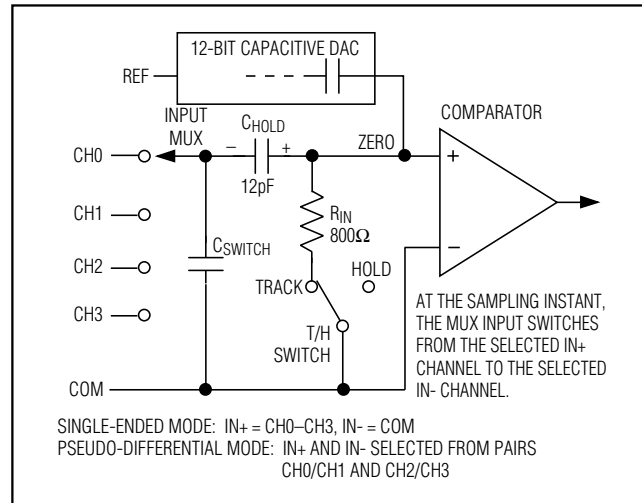 12-BIT CAPACITIVE DAC
REF
COMPARATOR
INPUT
MUX
CHOLD
– +
ZERO
CH0
12pF
+
RIN
800Ω
CH1
CSWITCH
–
HOLD
CH2
TRACK
CH3
T/H
SWITCH
AT THE SAMPLING INSTANT,
THE MUX INPUT SWITCHES
FROM THE SELECTED IN+
CHANNEL TO THE SELECTED
IN- CHANNEL.
COM
SINGLE-ENDED MODE: IN+ = CH0–CH3, IN- = COM
PSEUDO-DIFFERENTIAL MODE: IN+ AND IN- SELECTED FROM PAIRS
CH0/CH1 AND CH2/CH3